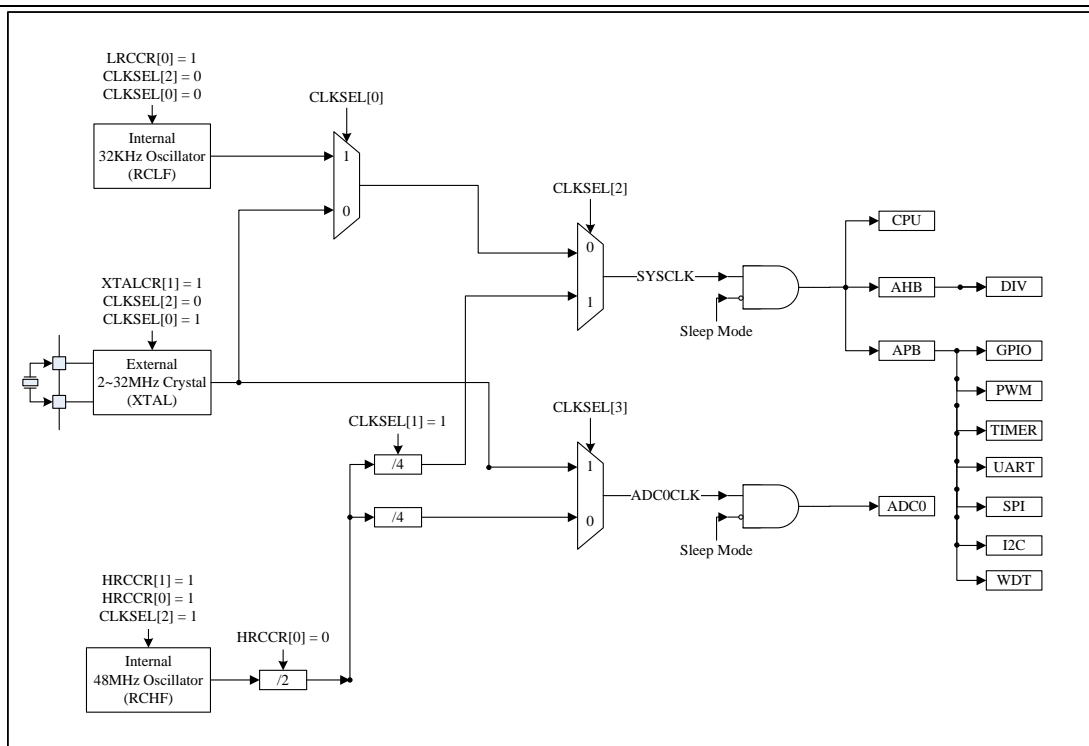 LRCCR[0] = 1
CLKSEL[2] = 0
CLKSEL[0] = 0
Internal
32KHz Oscillator
(RCLF)
CLKSEL[0]
1
0
CLKSEL[2]
0
1
SYSCLK
Sleep Mode
CPU
AHB
DIV
APB
GPIO
PWM
TIMER
UART
SPI
I2C
WDT
XTALCR[1] = 1
CLKSEL[2] = 0
CLKSEL[0] = 1
External
2~32MHz Crystal
(XTAL)
CLKSEL[1] = 1
/4
/4
CLKSEL[3]
1
0
ADC0CLK
Sleep Mode
ADC0
HRCCR[1] = 1
HRCCR[0] = 1
CLKSEL[2] = 1
Internal
48MHz Oscillator
(RCHF)
HRCCR[0] = 0
/2